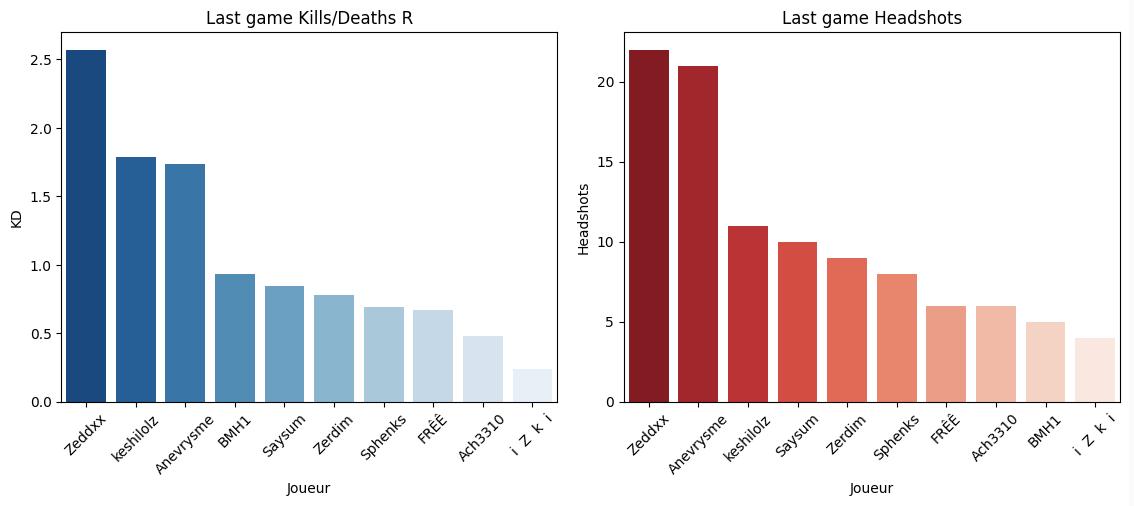 Last game Kills/Deaths R
KD
2.5
2.0
1.5
1.0
0.5
0.0
Zeddxx
keshilolz
Anevrysme
BMH1
Saysum
Zerdim
Sphenks
FRÈÊ
Ach3310
i Z k i
Joueur
Last game Headshots
Headshots
20
15
10
5
0
Zeddxx
Anevrysme
keshilolz
Saysum
Zerdim
Sphenks
FRÈÊ
Ach3310
BMH1
i Z k i
Joueur